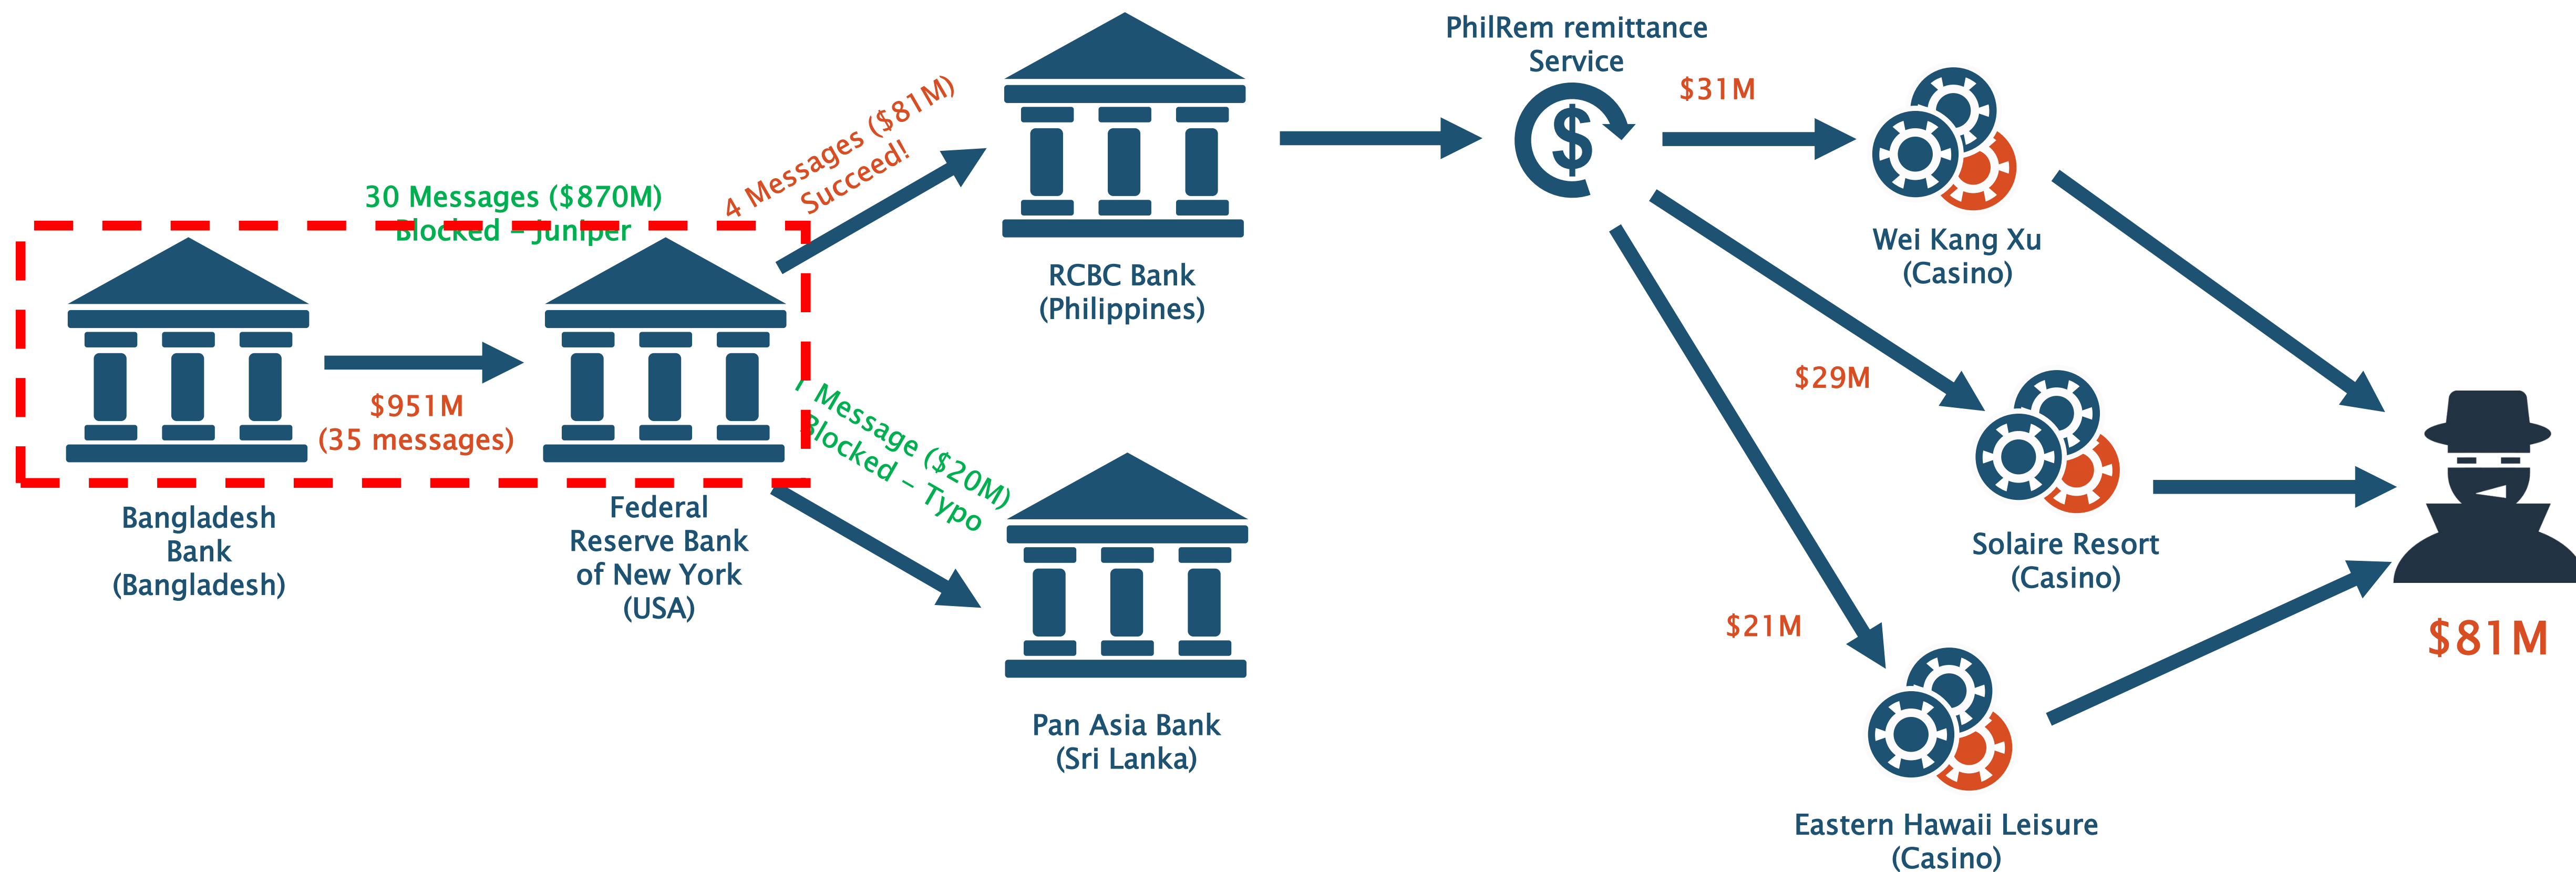 PhilRem remittance
Service
$31M
4 Messages ($81M)
Succeed!
30 Messages ($870M)
Blocked – Juniper
Wei Kang Xu
(Casino)
RCBC Bank
(Philippines)
$951M
(35 messages)
1 Message ($20M)
Blocked – Typo
$29M
Bangladesh
Bank
(Bangladesh)
Federal
Reserve Bank
of New York
(USA)
Solaire Resort
(Casino)
$21M
$81M
Pan Asia Bank
(Sri Lanka)
Eastern Hawaii Leisure
(Casino)